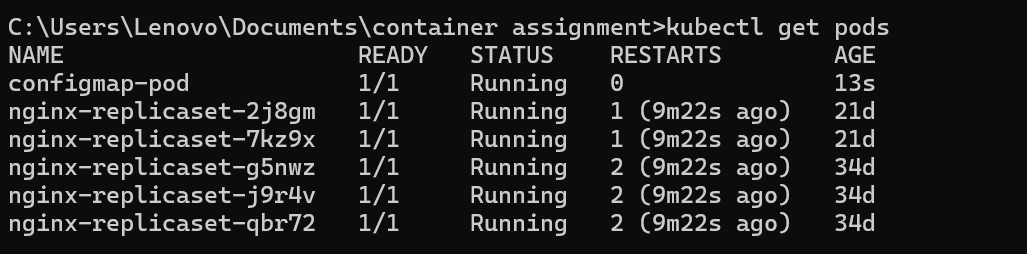 C:\Users\Lenovo\Documents\container assignment>kubectl get pods
NAME                     READY   STATUS    RESTARTS        AGE
configmap-pod            1/1     Running   0               13s
nginx-replicaset-2j8gm   1/1     Running   1 (9m22s ago)   21d
nginx-replicaset-7kz9x   1/1     Running   1 (9m22s ago)   21d
nginx-replicaset-g5nwz   1/1     Running   2 (9m22s ago)   34d
nginx-replicaset-j9r4v   1/1     Running   2 (9m22s ago)   34d
nginx-replicaset-qbr72   1/1     Running   2 (9m22s ago)   34d